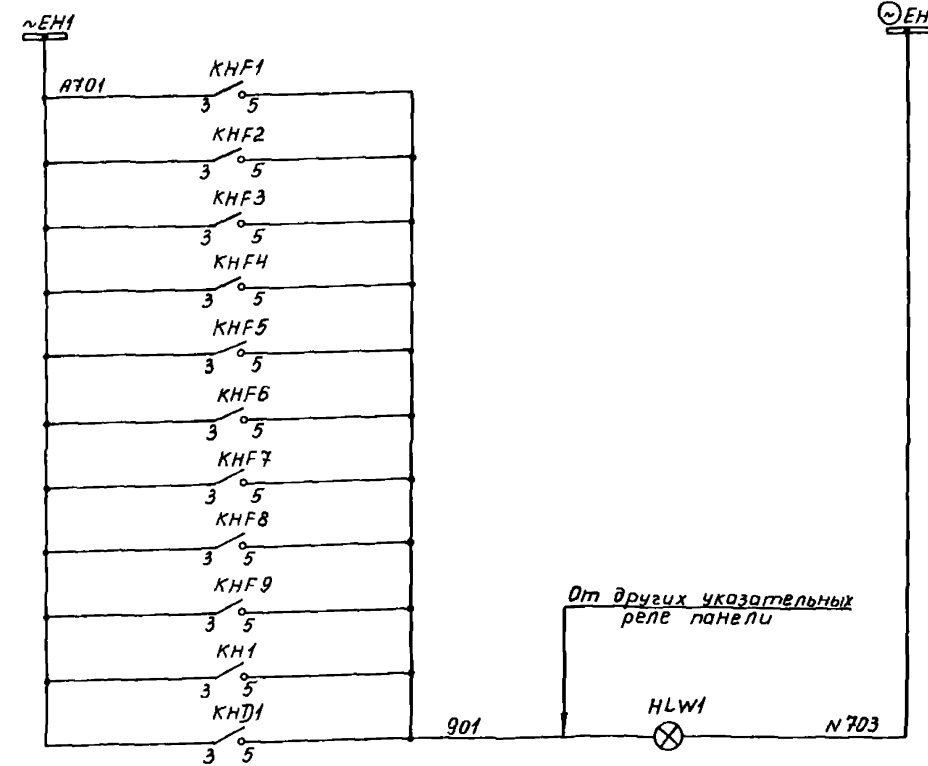 ~EH1
~EH
A701
KHF1
3 5
KHF2
3 5
KHF3
3 5
KHF4
3 5
KHF5
3 5
KHF6
3 5
KHF7
3 5
KHF8
3 5
KHF9
3 5
KH1
3 5
KHD1
3 5
901
От других указательных
реле панели
HLW1
N703